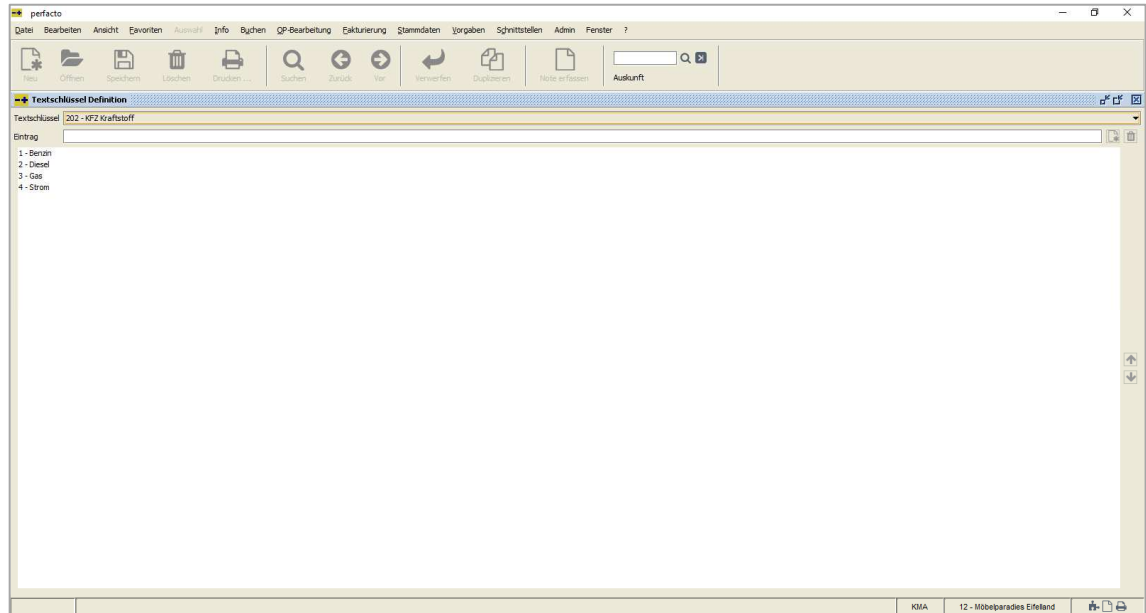 perfacto
Datei Bearbeiten Ansicht Favoriten Auswahl Info Buchen OP-Bearbeitung Fakturierung Stammdaten Vorgaben Schnittstellen Admin Fenster ?
Neu Öffnen Speichern Löschen Drucken ... Suchen Zurück Vor Verwerfen Duplizieren Note erfassen Auskunft
Textschlüssel Definition
Textschlüssel 202 - KFZ Kraftstoff
Eintrag
1 - Benzin
2 - Diesel
3 - Gas
4 - Strom
KMA 12 - Möbelparadies Eifelland